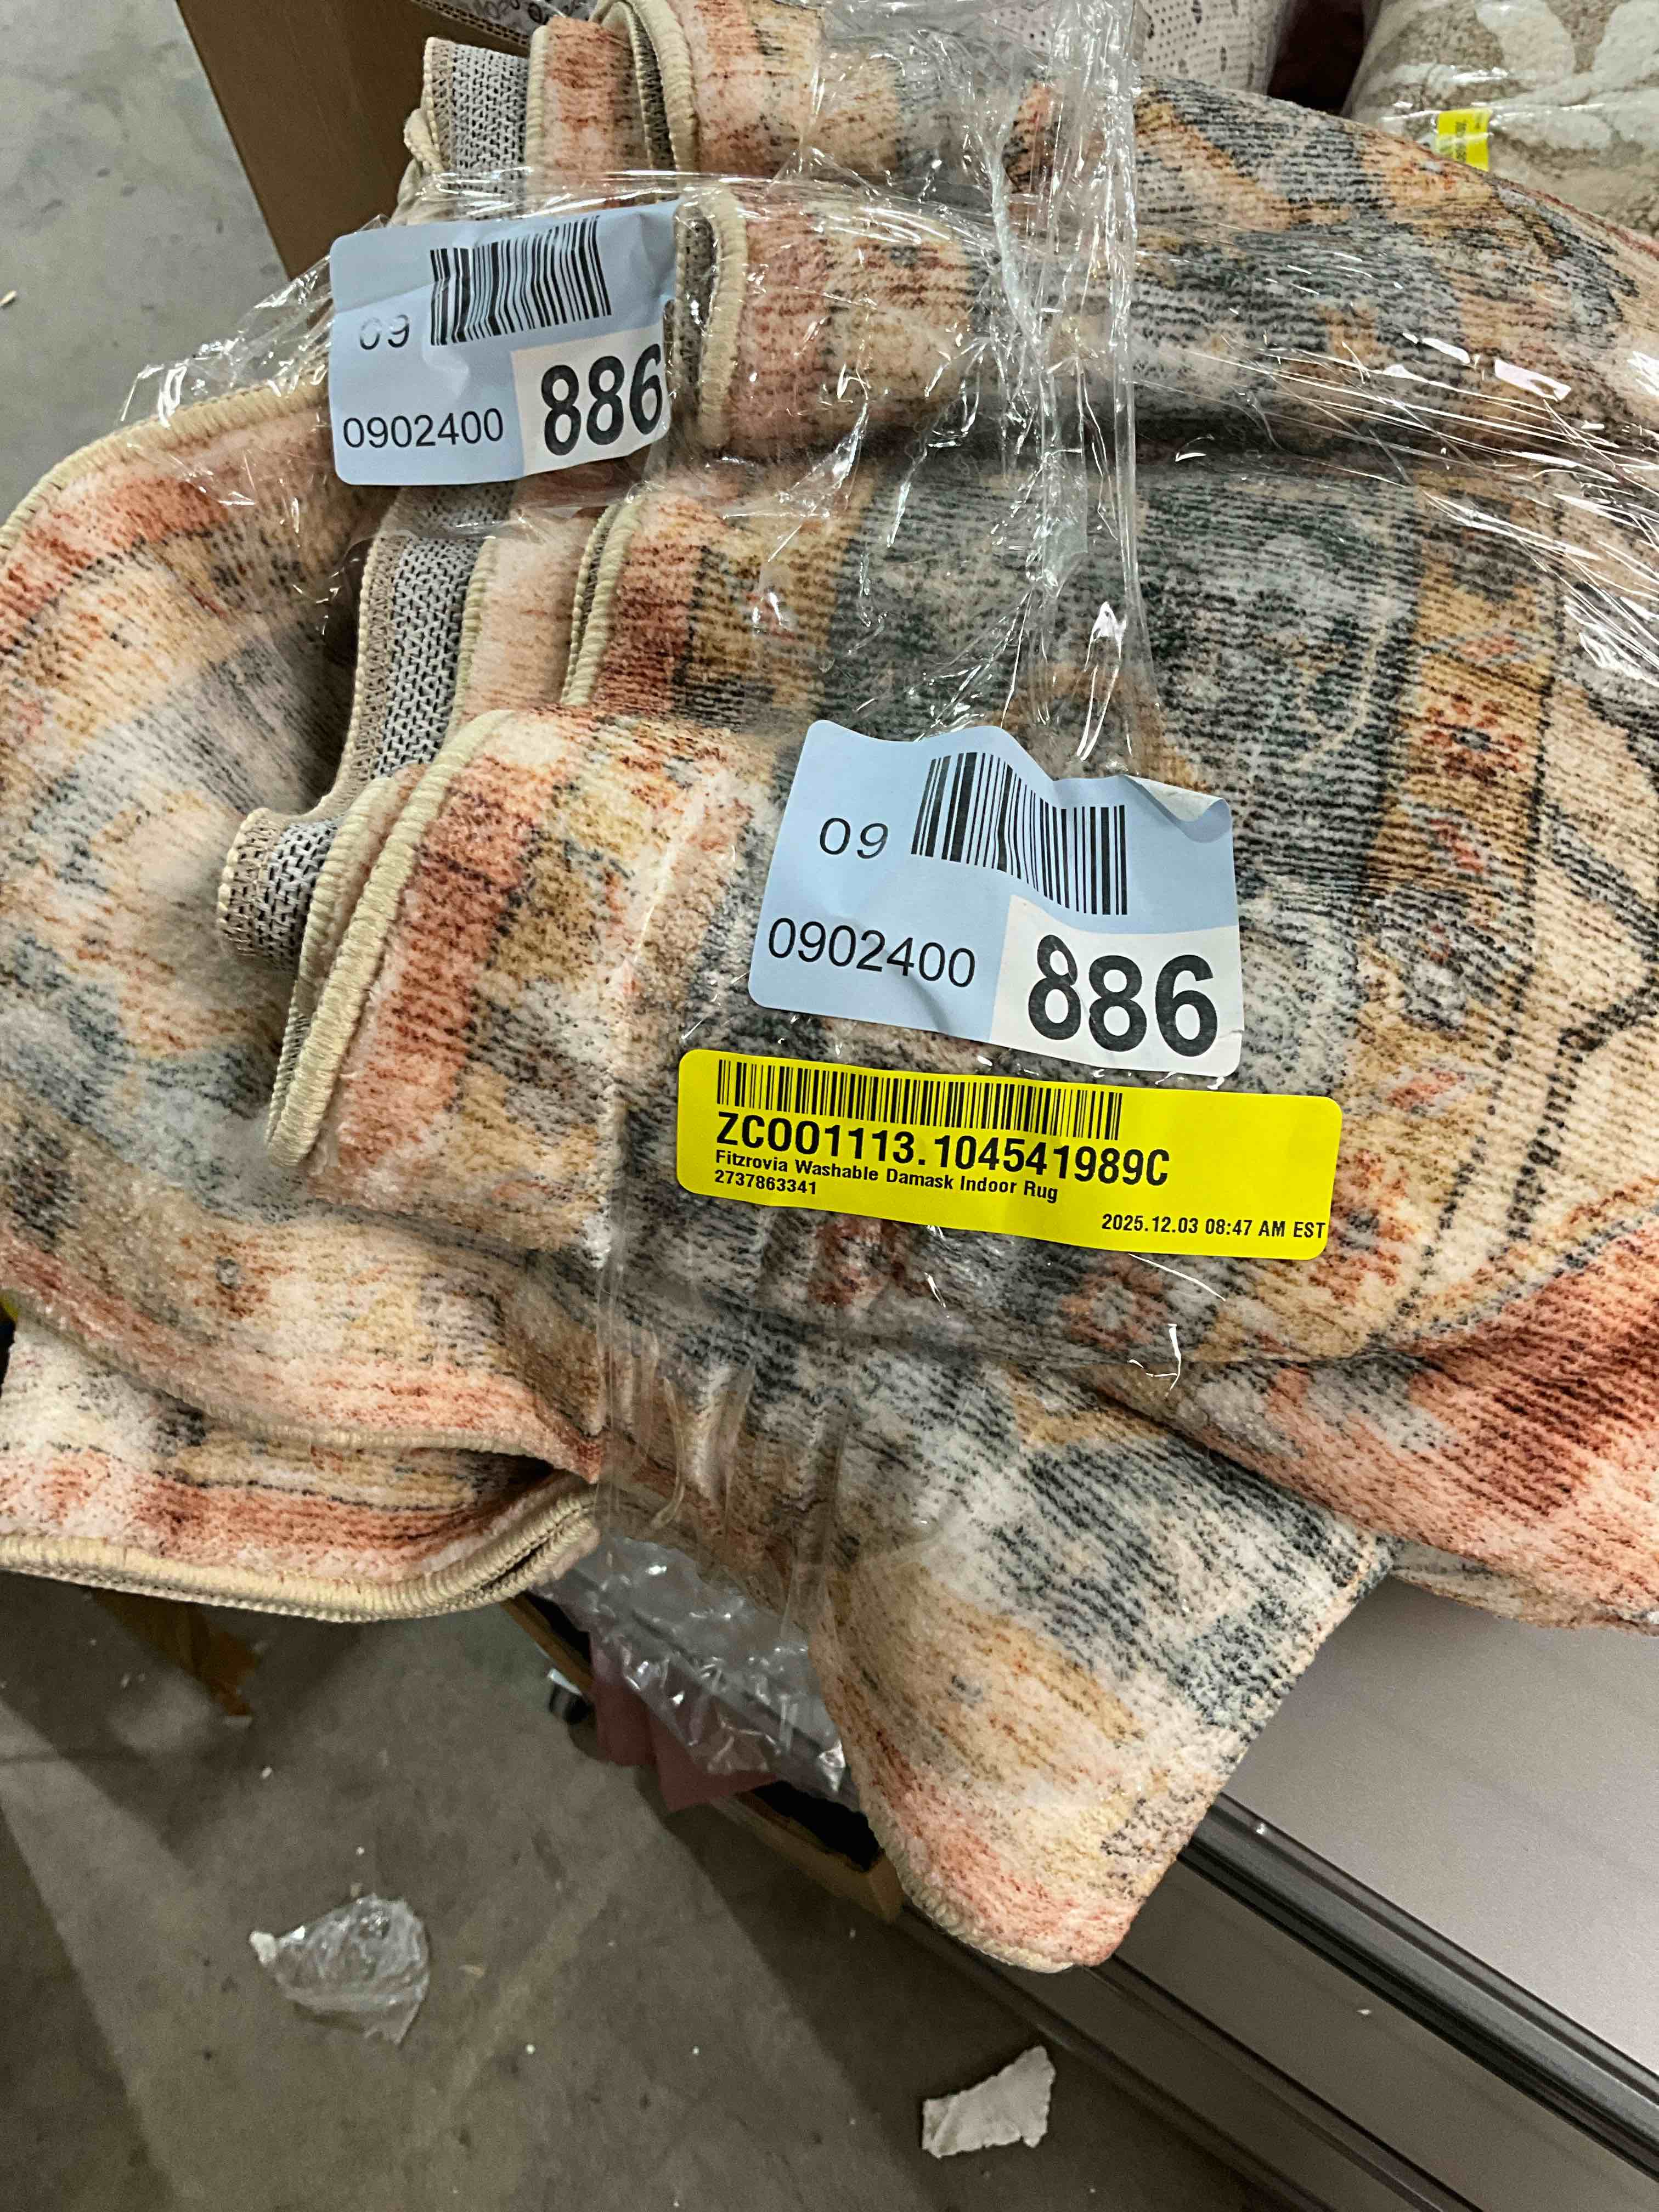 09
0902400 886
09
0902400 886
ZCO01113.104541989C
Fitzrovia Washable Damask Indoor Rug
2737863341
2025.12.03 08:47 AM EST